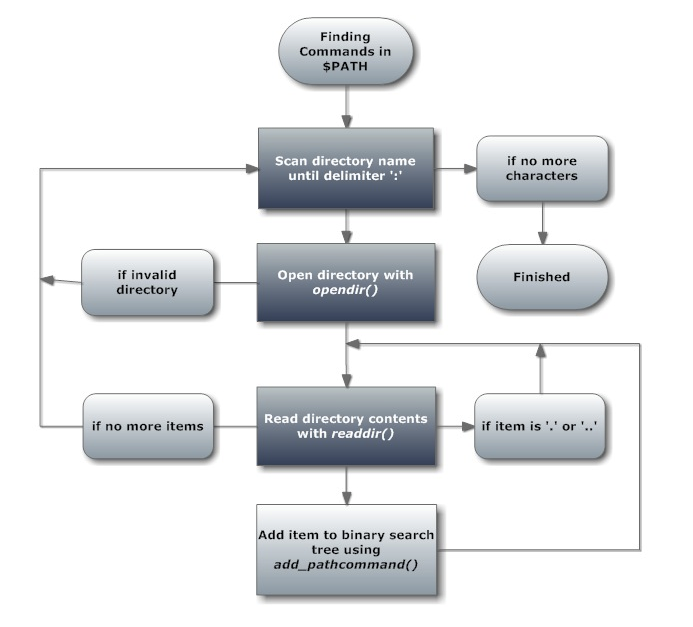 Finding
Commands in
$PATH
Scan directory name
until delimiter ':'
if no more
characters
Open directory with
opendir()
if invalid
directory
Finished
Read directory contents
with readdir()
if no more items
if item is '.' or '..'
Add item to binary search
tree using
add_pathcommand()